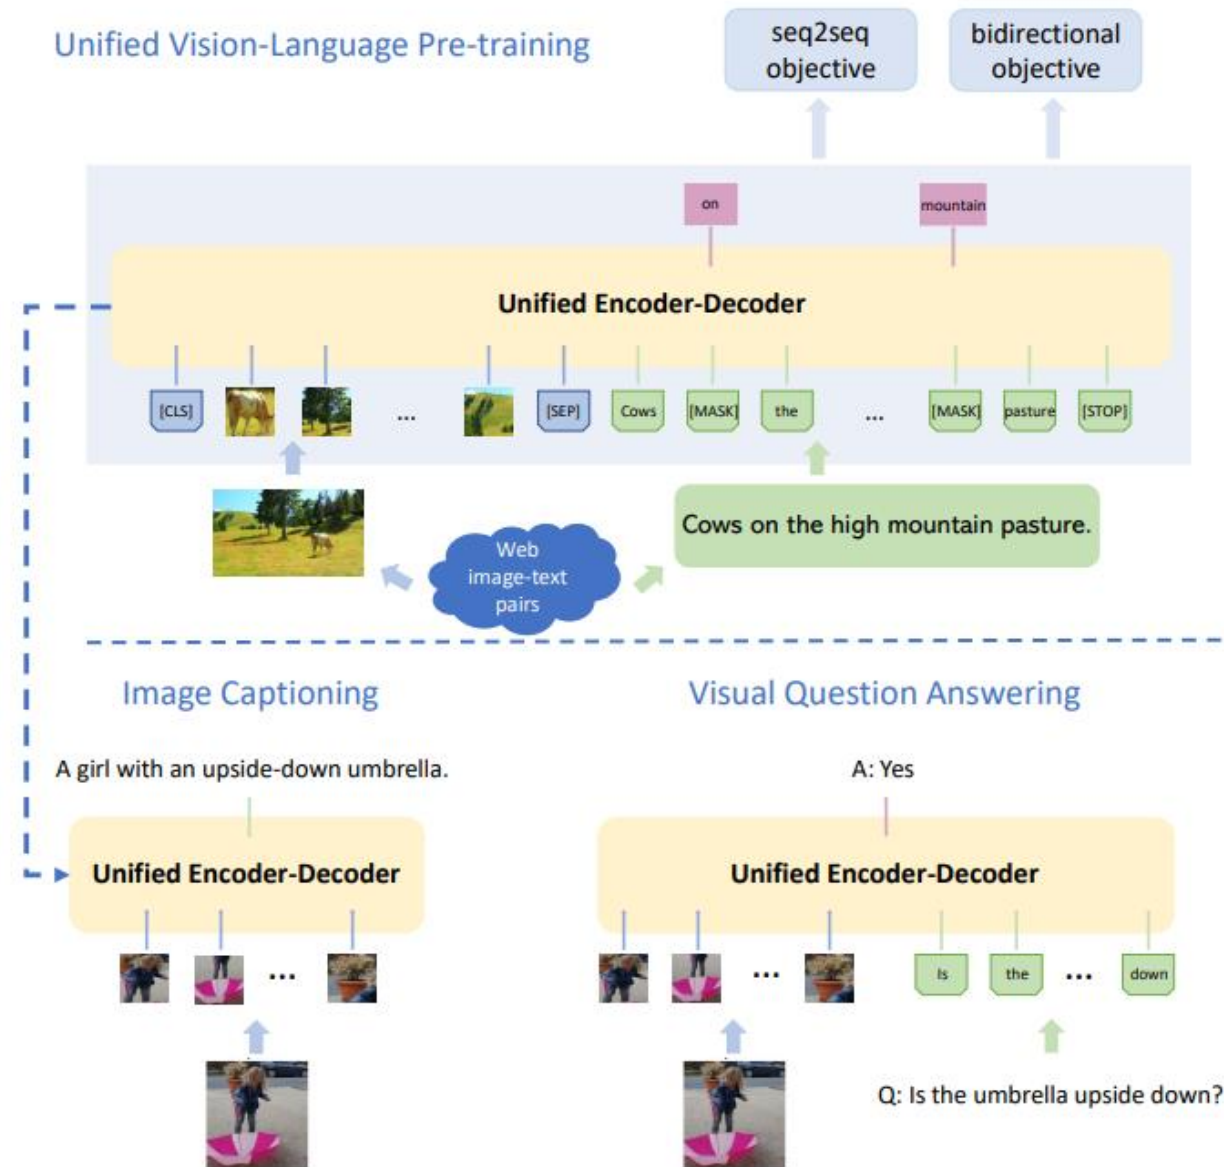 Unified Vision-Language Pre-training
seq2seq
objective
bidirectional
objective
on
mountain
Unified Encoder-Decoder
[CLS]
...
[SEP]
Cows
[MASK]
the
...
[MASK]
pasture
[STOP]
Cows on the high mountain pasture.
Web
image-text
pairs
Image Captioning
Visual Question Answering
A girl with an upside-down umbrella.
A: Yes
Unified Encoder-Decoder
Unified Encoder-Decoder
...
...
Is
the
...
down
Q: Is the umbrella upside down?